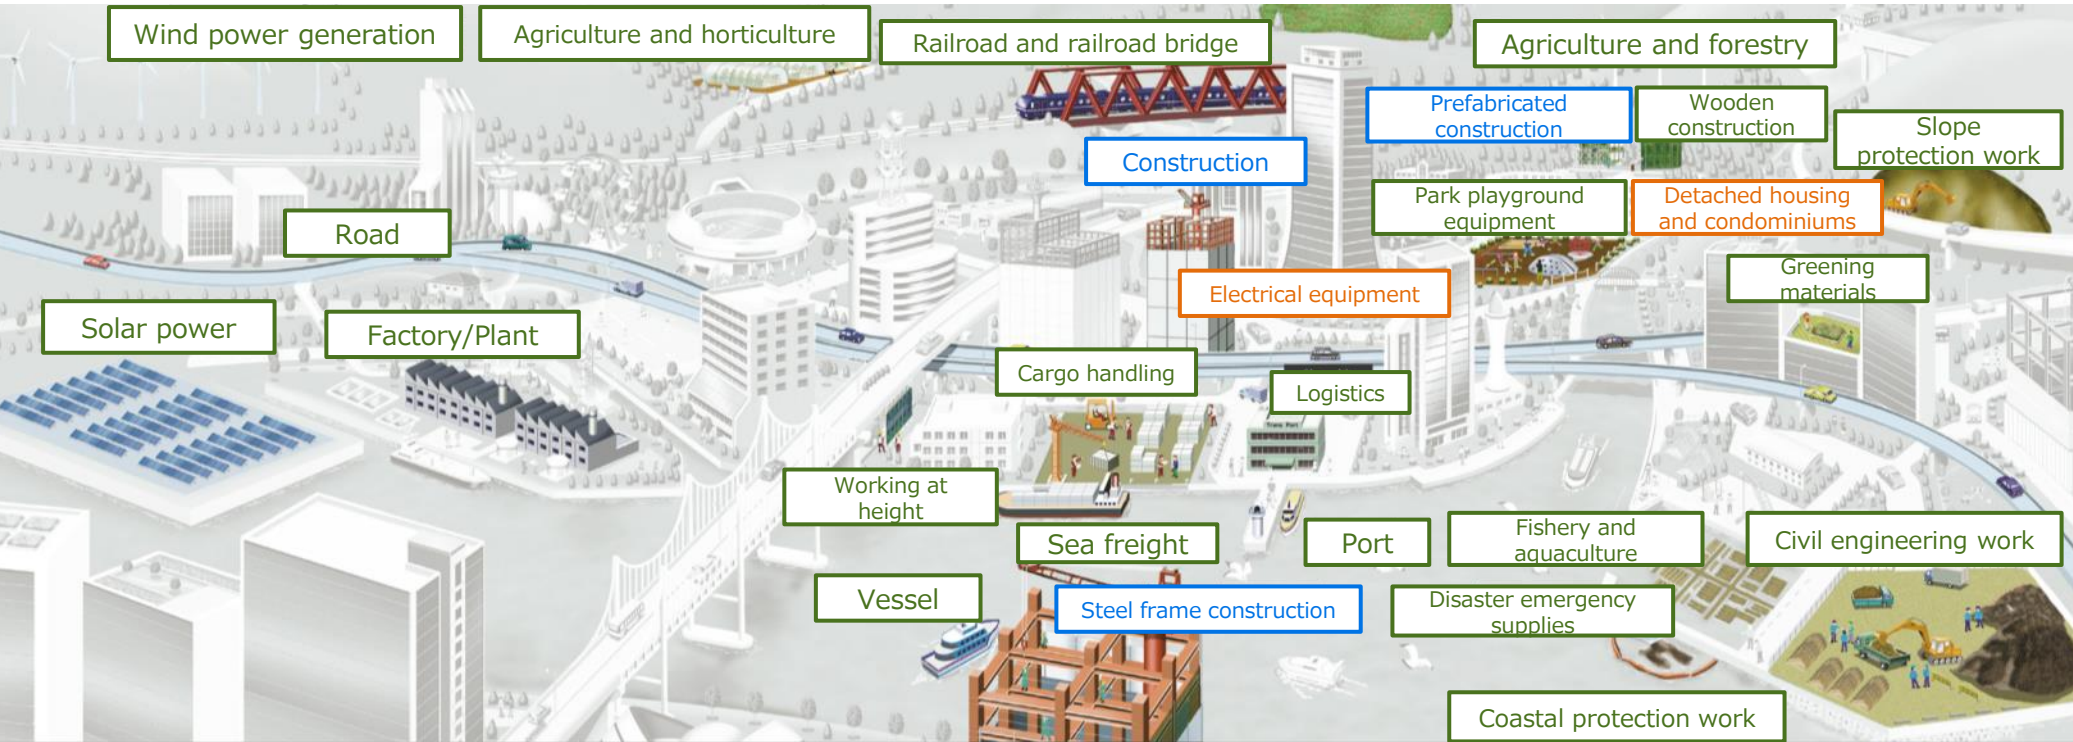 Wind power generation
Agriculture and horticulture
Railroad and railroad bridge
Agriculture and forestry
Prefabricated
construction
Wooden
construction
Slope
protection work
Construction
Park playground
equipment
Detached housing
and condominiums
Road
Greening
materials
Electrical equipment
Solar power
Factory/Plant
Cargo handling
Logistics
Trans Port
Working at
height
Sea freight
Port
Fishery and
aquaculture
Civil engineering work
Vessel
Steel frame construction
Disaster emergency
supplies
Coastal protection work